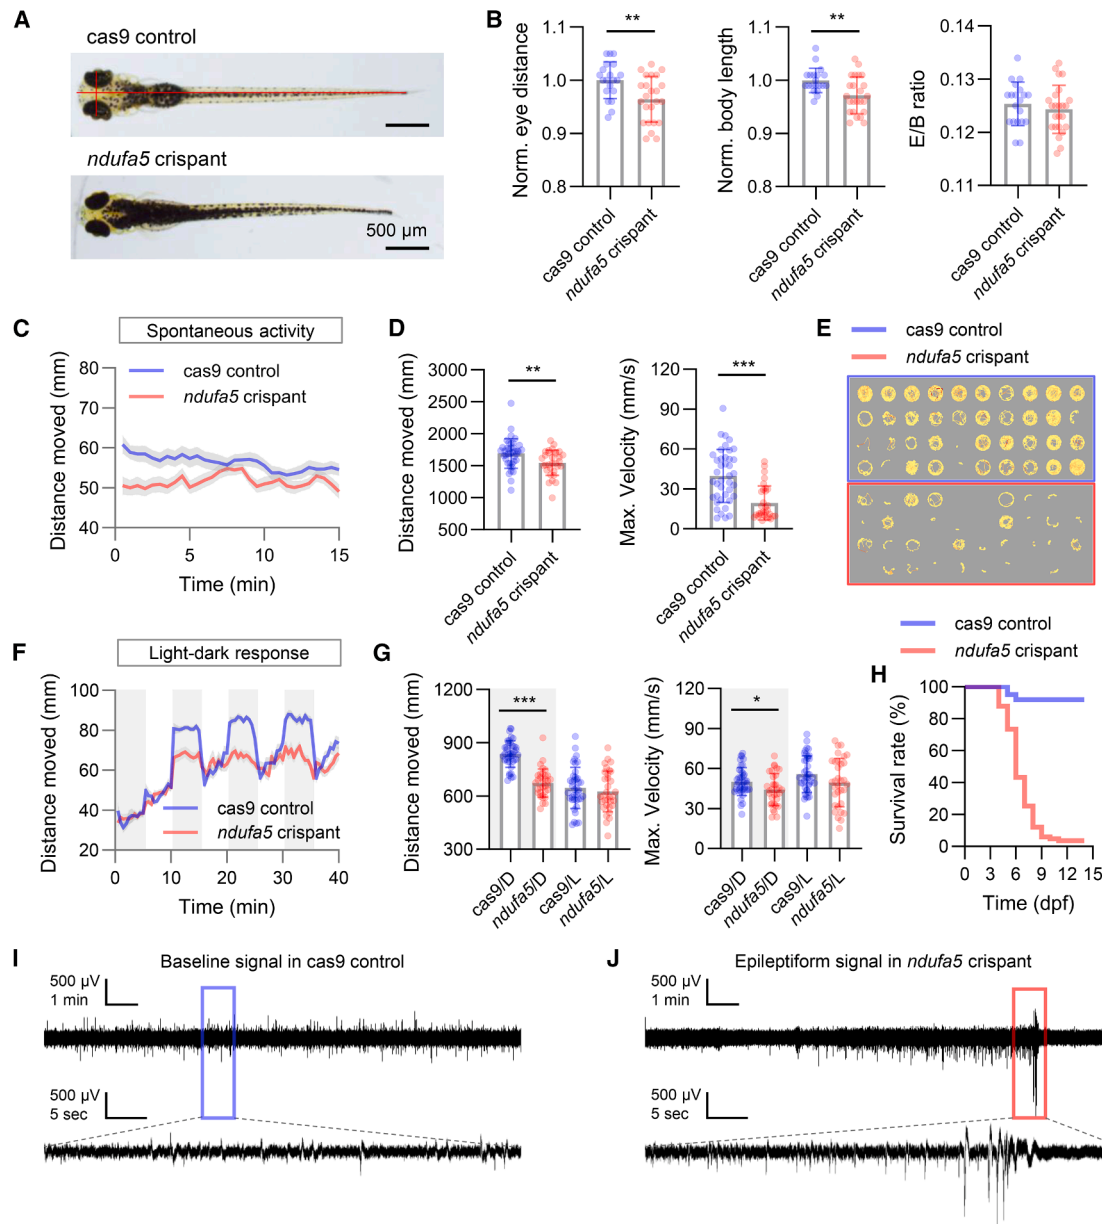 A
cas9 control
ndufa5 crispant
500 µm
B
Norm. eye distance
1.1
1.0
0.9
0.8
**
cas9 control
ndufa5 crispant
Norm. body length
1.1
1.0
0.9
0.8
**
cas9 control
ndufa5 crispant
E/B ratio
0.14
0.13
0.12
0.11
cas9 control
ndufa5 crispant
C
Spontaneous activity
cas9 control
ndufa5 crispant
Distance moved (mm)
80
70
60
50
40
0 5 10 15
Time (min)
D
Distance moved (mm)
3000
2500
2000
1500
1000
500
**
cas9 control
ndufa5 crispant
Max. Velocity (mm/s)
120
90
60
30
0
***
cas9 control
ndufa5 crispant
E
cas9 control
ndufa5 crispant
F
Light-dark response
Distance moved (mm)
100
80
60
40
20
cas9 control
ndufa5 crispant
0 10 20 30 40
Time (min)
G
Distance moved (mm)
1200
900
600
300
***
cas9/D
ndufa5/D
cas9/L
ndufa5/L
Max. Velocity (mm/s)
120
90
60
30
0
*
cas9/D
ndufa5/D
cas9/L
ndufa5/L
cas9 control
ndufa5 crispant
H
Survival rate (%)
100
80
60
40
20
0
0 3 6 9 12 15
Time (dpf)
I
Baseline signal in cas9 control
500 µV
1 min
500 µV
5 sec
J
Epileptiform signal in ndufa5 crispant
500 µV
1 min
500 µV
5 sec